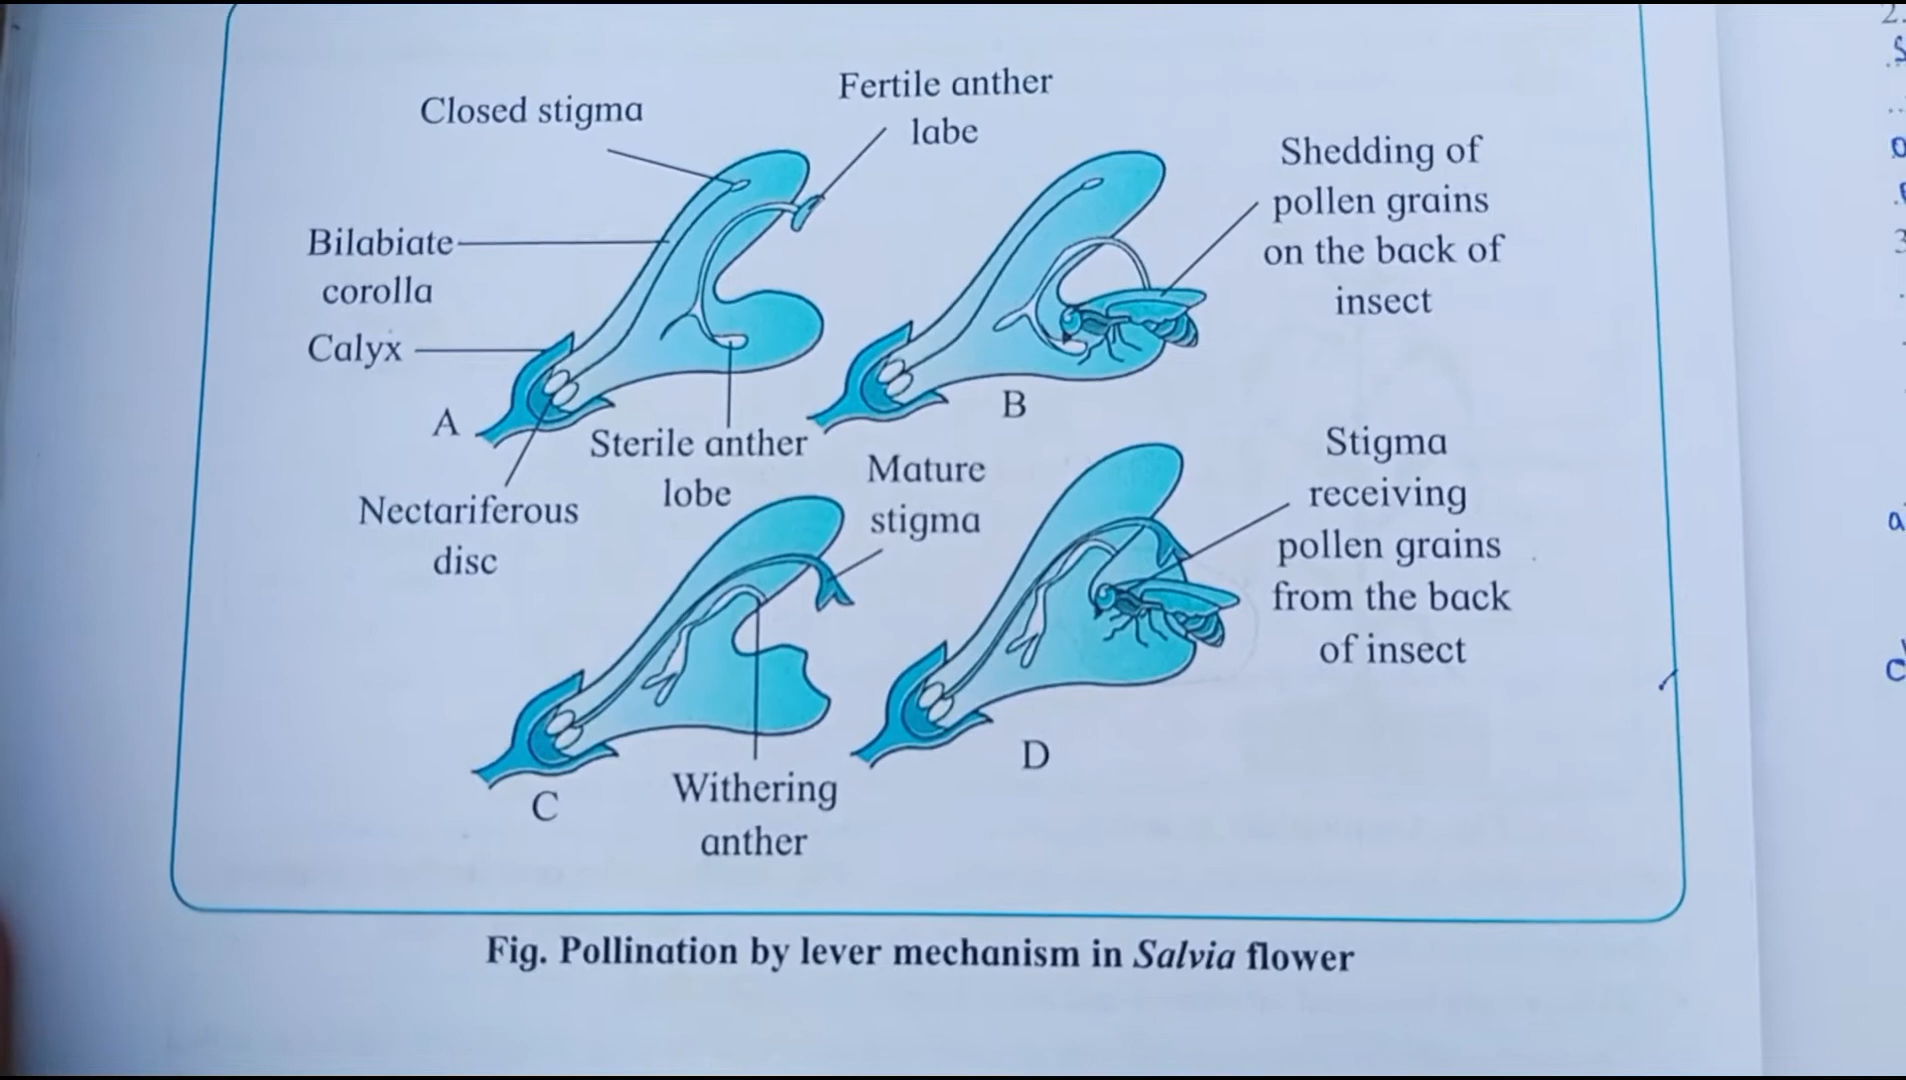 Closed stigma
Fertile anther
labe
Shedding of
pollen grains
on the back of
insect
Bilabiate
corolla
Calyx
A
B
Sterile anther
lobe
Nectariferous
disc
Mature
stigma
Stigma
receiving
pollen grains
from the back
of insect
C
D
Withering
anther
Fig. Pollination by lever mechanism in Salvia flower
2.
3
a